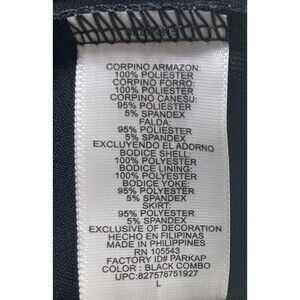 CORPINO ARMAZON:
100% POLIESTER
CORPINO FORRO:
100% POLIESTER
CORPINO CANESU:
95% POLIESTER
5% SPANDEX
FALDA:
95% POLIESTER
5% SPANDEX
EXCLUYENDO EL ADORNO
BODICE SHELL:
100% POLYESTER
BODICE LINING:
100% POLYESTER
BODICE YOKE:
95% POLYESTER
5% SPANDEX
SKIRT:
95% POLYESTER
5% SPANDEX
EXCLUSIVE OF DECORATION
HECHO EN FILIPINAS
MADE IN PHILIPPINES
RN 105543
FACTORY ID# PARKAP
COLOR : BLACK COMBO
UPC:827576751927
L